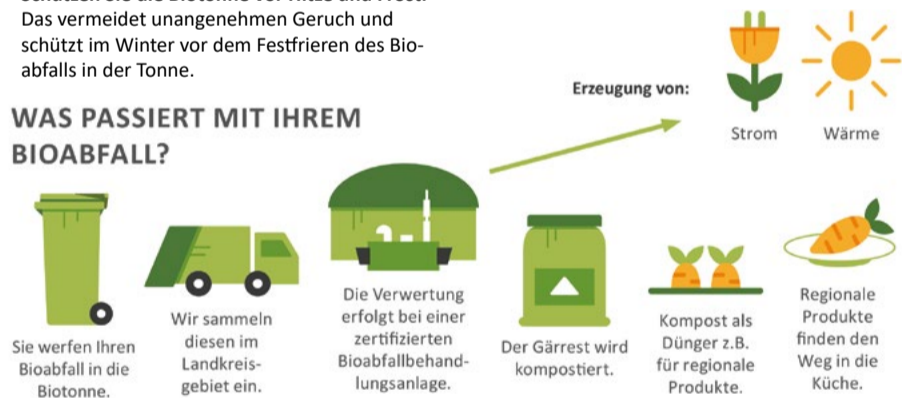 Das vermeidet unangenehmen Geruch und
schützt im Winter vor dem Festfrieren des Bio-
abfalls in der Tonne.
Erzeugung von:
Strom
Wärme
WAS PASSIERT MIT IHREM
BIOABFALL?
Sie werfen Ihren
Bioabfall in die
Biotonne.
Wir sammeln
diesen im
Landkreis-
gebiet ein.
Die Verwertung
erfolgt bei einer
zertifizierten
Bioabfallbehand-
lungsanlage.
Der Gärrest wird
kompostiert.
Kompost als
Dünger z.B.
für regionale
Produkte.
Regionale
Produkte
finden den
Weg in die
Küche.